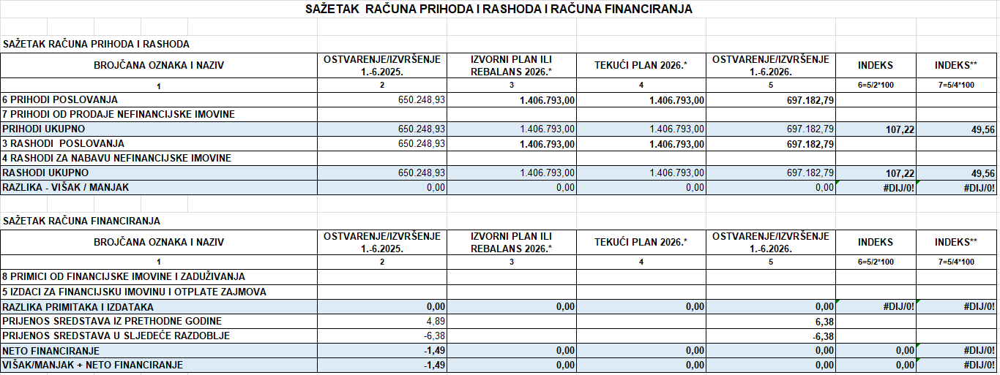 SAŽETAK RAČUNA PRIHODA I RASHODA I RAČUNA FINANCIRANJA
SAŽETAK RAČUNA PRIHODA I RASHODA
BROJČANA OZNAKA I NAZIV OSTVARENJE/IZVRŠENJE 1.-6.2025. IZVORNI PLAN ILI REBALANS 2026.* TEKUĆI PLAN 2026.* OSTVARENJE/IZVRŠENJE 1.-6.2026. INDEKS INDEKS**
1 2 3 4 5 6=5/2*100 7=5/4*100
6 PRIHODI POSLOVANJA 650.248,93 1.406.793,00 1.406.793,00 697.182,79
7 PRIHODI OD PRODAJE NEFINANCIJSKE IMOVINE
PRIHODI UKUPNO 650.248,93 1.406.793,00 1.406.793,00 697.182,79 107,22 49,56
3 RASHODI POSLOVANJA 650.248,93 1.406.793,00 1.406.793,00 697.182,79
4 RASHODI ZA NABAVU NEFINANCIJSKE IMOVINE
RASHODI UKUPNO 650.248,93 1.406.793,00 1.406.793,00 697.182,79 107,22 49,56
RAZLIKA - VIŠAK / MANJAK 0,00 0,00 0,00 0,00 #DIJ/0! #DIJ/0!
SAŽETAK RAČUNA FINANCIRANJA
BROJČANA OZNAKA I NAZIV OSTVARENJE/IZVRŠENJE 1.-6.2025. IZVORNI PLAN ILI REBALANS 2026.* TEKUĆI PLAN 2026.* OSTVARENJE/IZVRŠENJE 1.-6.2026. INDEKS INDEKS**
1 2 3 4 5 6=5/2*100 7=5/4*100
8 PRIMICI OD FINANCIJSKE IMOVINE I ZADUŽIVANJA
5 IZDACI ZA FINANCIJSKU IMOVINU I OTPLATE ZAJMOVA
RAZLIKA PRIMITAKA I IZDATAKA 0,00 0,00 0,00 0,00 #DIJ/0! #DIJ/0!
PRIJENOS SREDSTAVA IZ PRETHODNE GODINE 4,89 6,38
PRIJENOS SREDSTAVA U SLJEDEĆE RAZDOBLJE -6,38 -6,38
NETO FINANCIRANJE -1,49 0,00 0,00 0,00 0,00 #DIJ/0!
VIŠAK/MANJAK + NETO FINANCIRANJE -1,49 0,00 0,00 0,00 0,00 #DIJ/0!